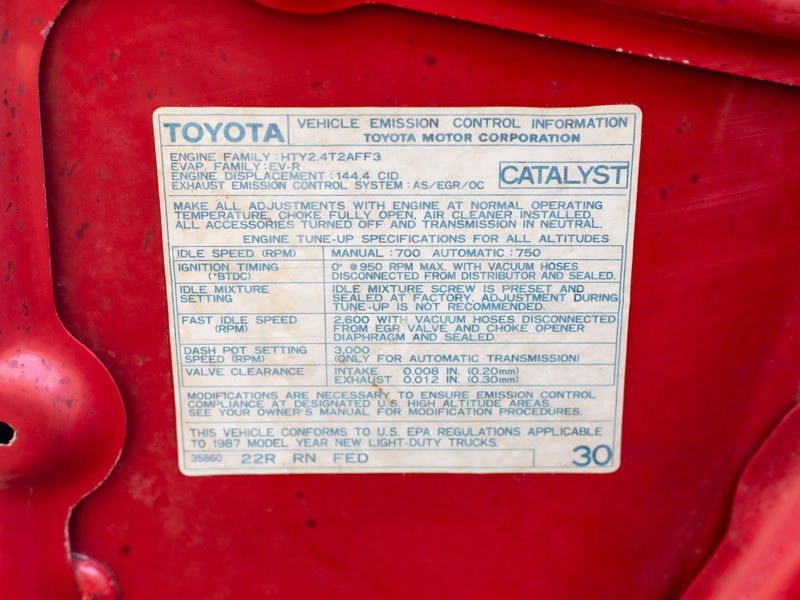 TOYOTA VEHICLE EMISSION CONTROL INFORMATION
TOYOTA MOTOR CORPORATION
ENGINE FAMILY : HTY2.4T2AFF3
EVAP. FAMILY : EV-R
ENGINE DISPLACEMENT : 144.4 CID
EXHAUST EMISSION CONTROL SYSTEM : AS/EGR/OC
CATALYST
MAKE ALL ADJUSTMENTS WITH ENGINE AT NORMAL OPERATING
TEMPERATURE, CHOKE FULLY OPEN, AIR CLEANER INSTALLED,
ALL ACCESSORIES TURNED OFF AND TRANSMISSION IN NEUTRAL.
ENGINE TUNE-UP SPECIFICATIONS FOR ALL ALTITUDES
IDLE SPEED (RPM) MANUAL : 700 AUTOMATIC : 750
IGNITION TIMING
(°BTDC)
0° @ 950 RPM MAX. WITH VACUUM HOSES
DISCONNECTED FROM DISTRIBUTOR AND SEALED.
IDLE MIXTURE
SETTING
IDLE MIXTURE SCREW IS PRESET AND
SEALED AT FACTORY. ADJUSTMENT DURING
TUNE-UP IS NOT RECOMMENDED.
FAST IDLE SPEED
(RPM)
2,600 WITH VACUUM HOSES DISCONNECTED
FROM EGR VALVE AND CHOKE OPENER
DIAPHRAGM AND SEALED.
DASH POT SETTING
SPEED (RPM)
3,000
(ONLY FOR AUTOMATIC TRANSMISSION)
VALVE CLEARANCE
INTAKE 0.008 IN. (0.20mm)
EXHAUST 0.012 IN. (0.30mm)
MODIFICATIONS ARE NECESSARY TO ENSURE EMISSION CONTROL
COMPLIANCE AT DESIGNATED U.S. HIGH ALTITUDE AREAS.
SEE YOUR OWNER'S MANUAL FOR MODIFICATION PROCEDURES.
THIS VEHICLE CONFORMS TO U.S. EPA REGULATIONS APPLICABLE
TO 1987 MODEL YEAR NEW LIGHT-DUTY TRUCKS.
35860 22R RN FED 30